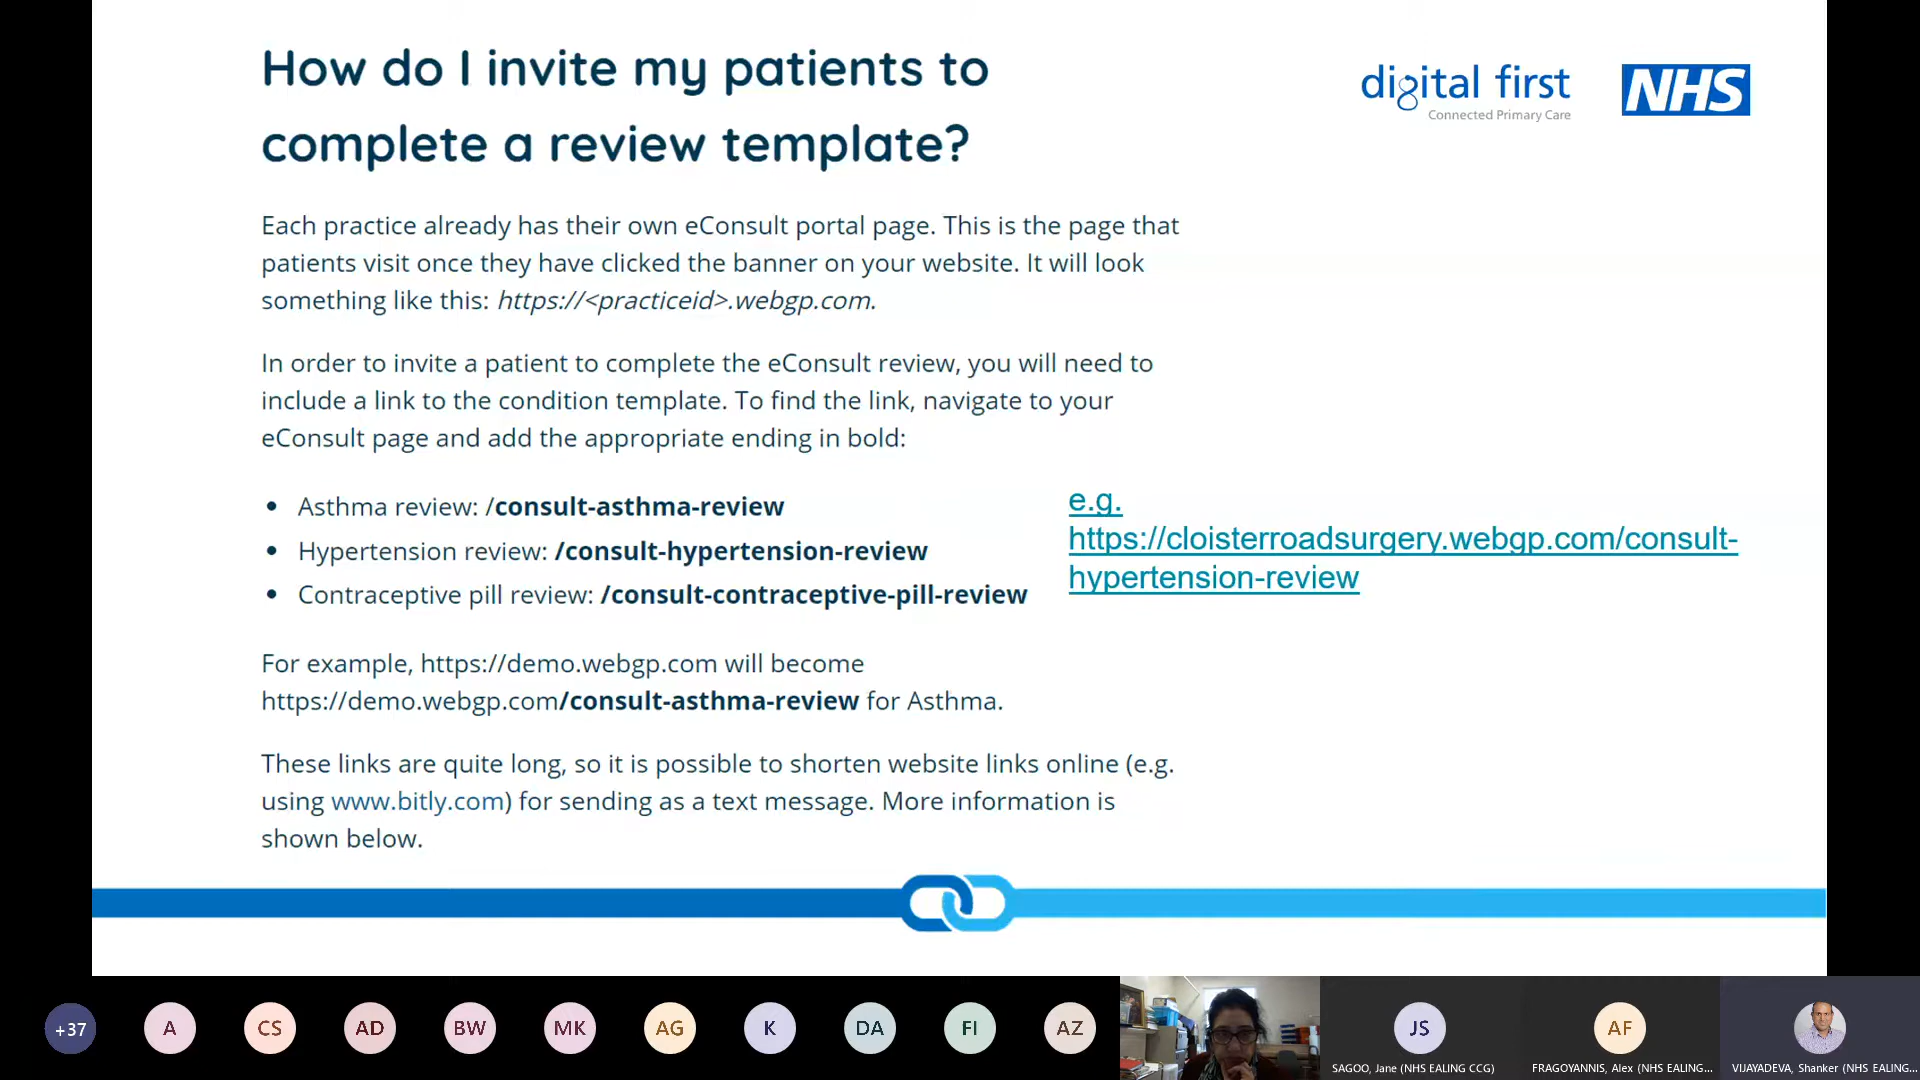 How do I invite my patients to
complete a review template?
digital first
Connected Primary Care
NHS
Each practice already has their own eConsult portal page. This is the page that
patients visit once they have clicked the banner on your website. It will look
something like this: https://<practiceid>.webgp.com.
In order to invite a patient to complete the eConsult review, you will need to
include a link to the condition template. To find the link, navigate to your
eConsult page and add the appropriate ending in bold:
• Asthma review: /consult-asthma-review
• Hypertension review: /consult-hypertension-review
• Contraceptive pill review: /consult-contraceptive-pill-review
e.g.
https://cloisterroadsurgery.webgp.com/consult-
hypertension-review
For example, https://demo.webgp.com will become
https://demo.webgp.com/consult-asthma-review for Asthma.
These links are quite long, so it is possible to shorten website links online (e.g.
using www.bitly.com) for sending as a text message. More information is
shown below.
+37 A CS AD BW MK AG K DA FI AZ JS AF
SAGOO, Jane (NHS EALING CCG) FRAGOYANNIS, Alex (NHS EALING... VIJAYADEVA, Shanker (NHS EALING...